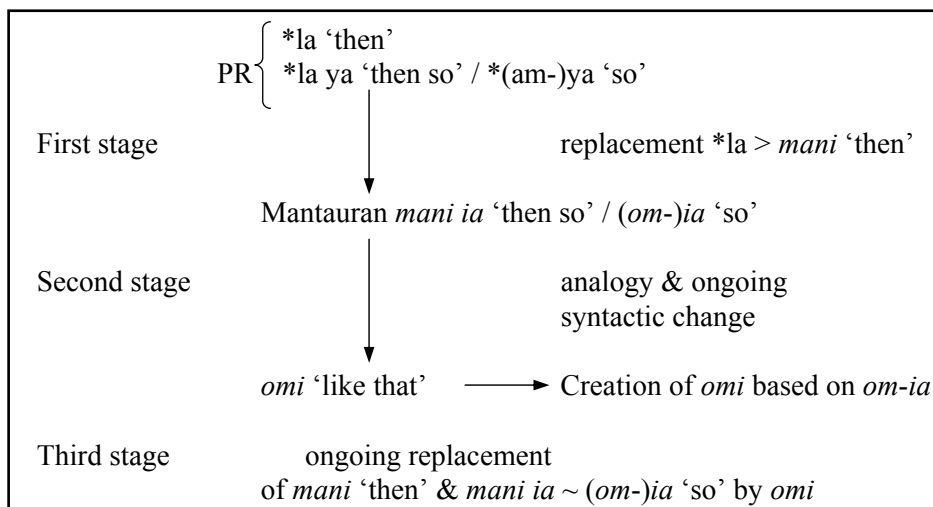 *la ‘then’
PR
*la ya ‘then so’ / *(am-)ya ‘so’
First stage replacement *la > mani ‘then’
Mantauran mani ia ‘then so’ / (om-)ia ‘so’
Second stage analogy & ongoing
syntactic change
omi ‘like that’ Creation of omi based on om-ia
Third stage ongoing replacement
of mani ‘then’ & mani ia ~ (om-)ia ‘so’ by omi